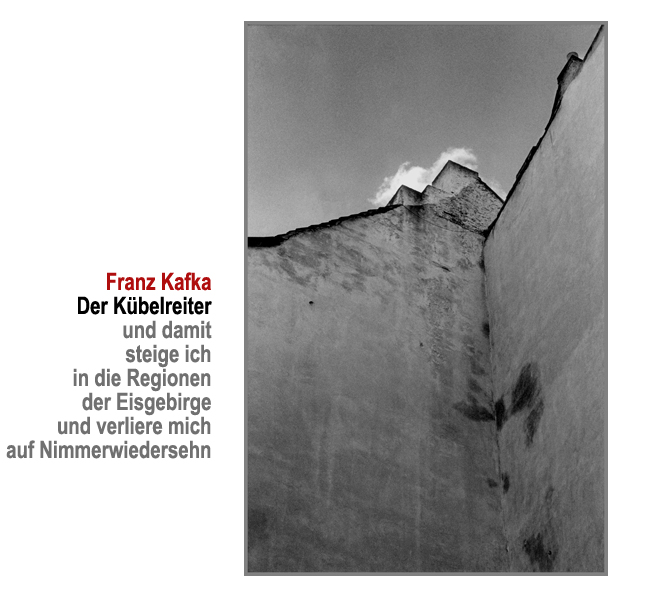 Franz Kafka
Der Kübelreiter
und damit
steige ich
in die Regionen
der Eisgebirge
und verliere mich
auf Nimmerwiedersehn